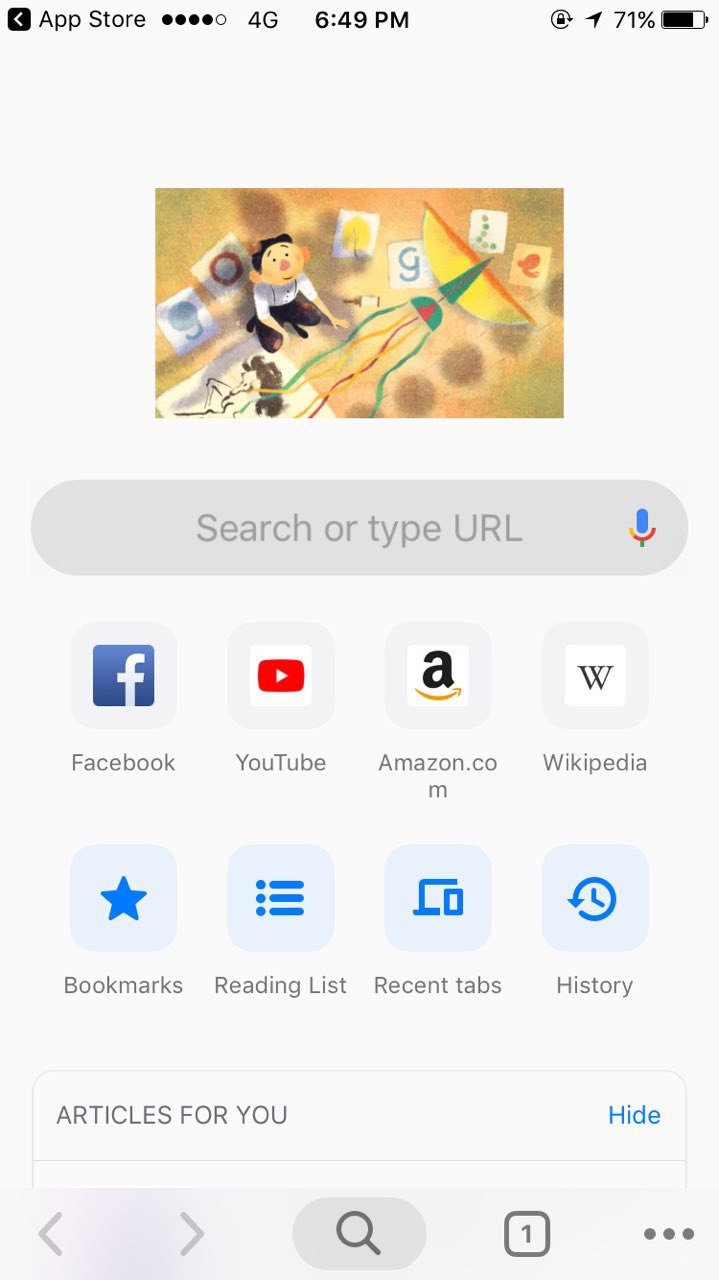 App Store 4G 6:49 PM 71%
g o g l e
Search or type URL
f a W
Facebook YouTube Amazon.co
m
Wikipedia
Bookmarks Reading List Recent tabs History
ARTICLES FOR YOU Hide
1